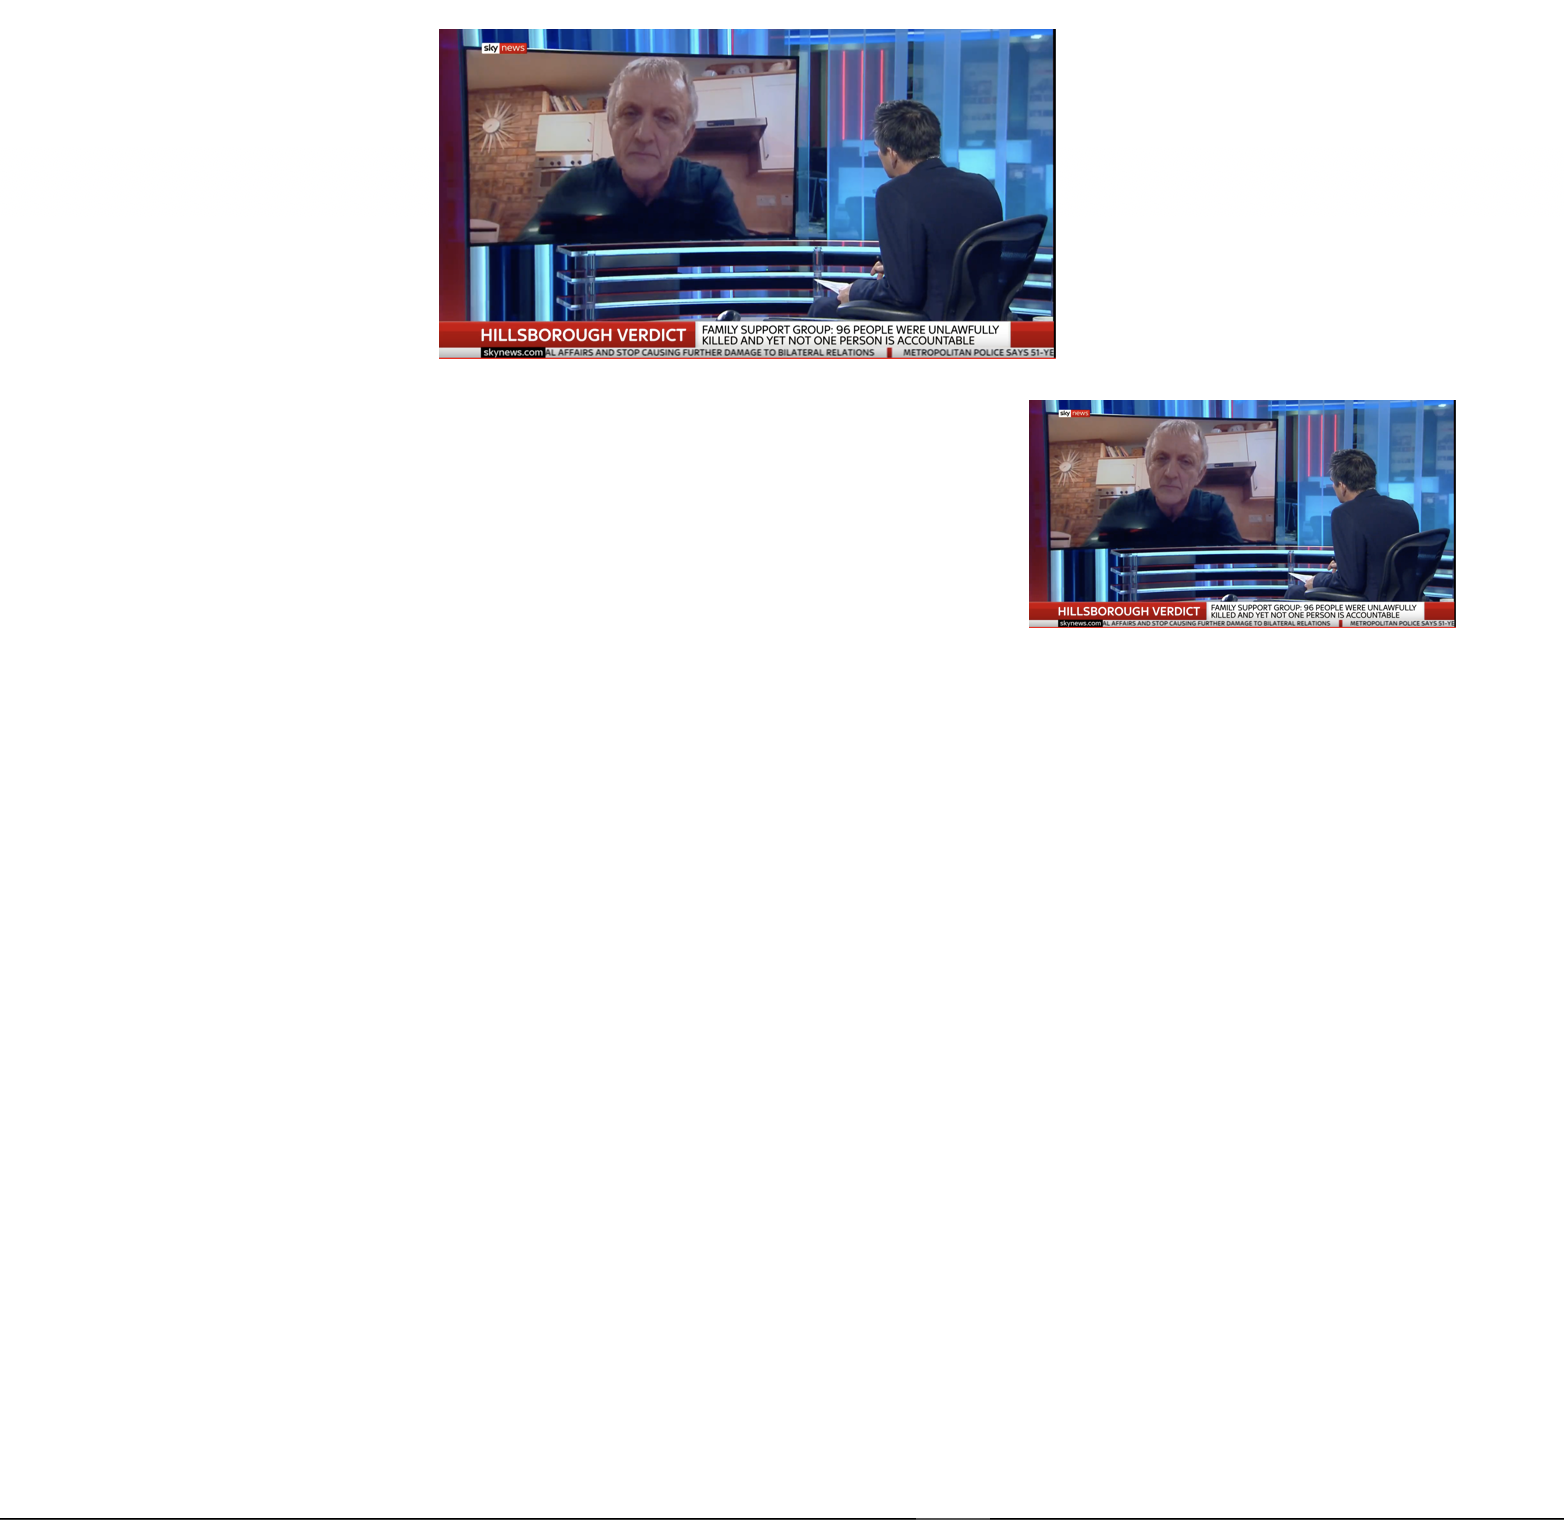 sky news
HILLSBOROUGH VERDICT
FAMILY SUPPORT GROUP: 96 PEOPLE WERE UNLAWFULLY
KILLED AND YET NOT ONE PERSON IS ACCOUNTABLE
skynews.com AL AFFAIRS AND STOP CAUSING FURTHER DAMAGE TO BILATERAL RELATIONS METROPOLITAN POLICE SAYS 51-YE
sky news
HILLSBOROUGH VERDICT
FAMILY SUPPORT GROUP: 96 PEOPLE WERE UNLAWFULLY
KILLED AND YET NOT ONE PERSON IS ACCOUNTABLE
skynews.com AL AFFAIRS AND STOP CAUSING FURTHER DAMAGE TO BILATERAL RELATIONS METROPOLITAN POLICE SAYS 51-YE